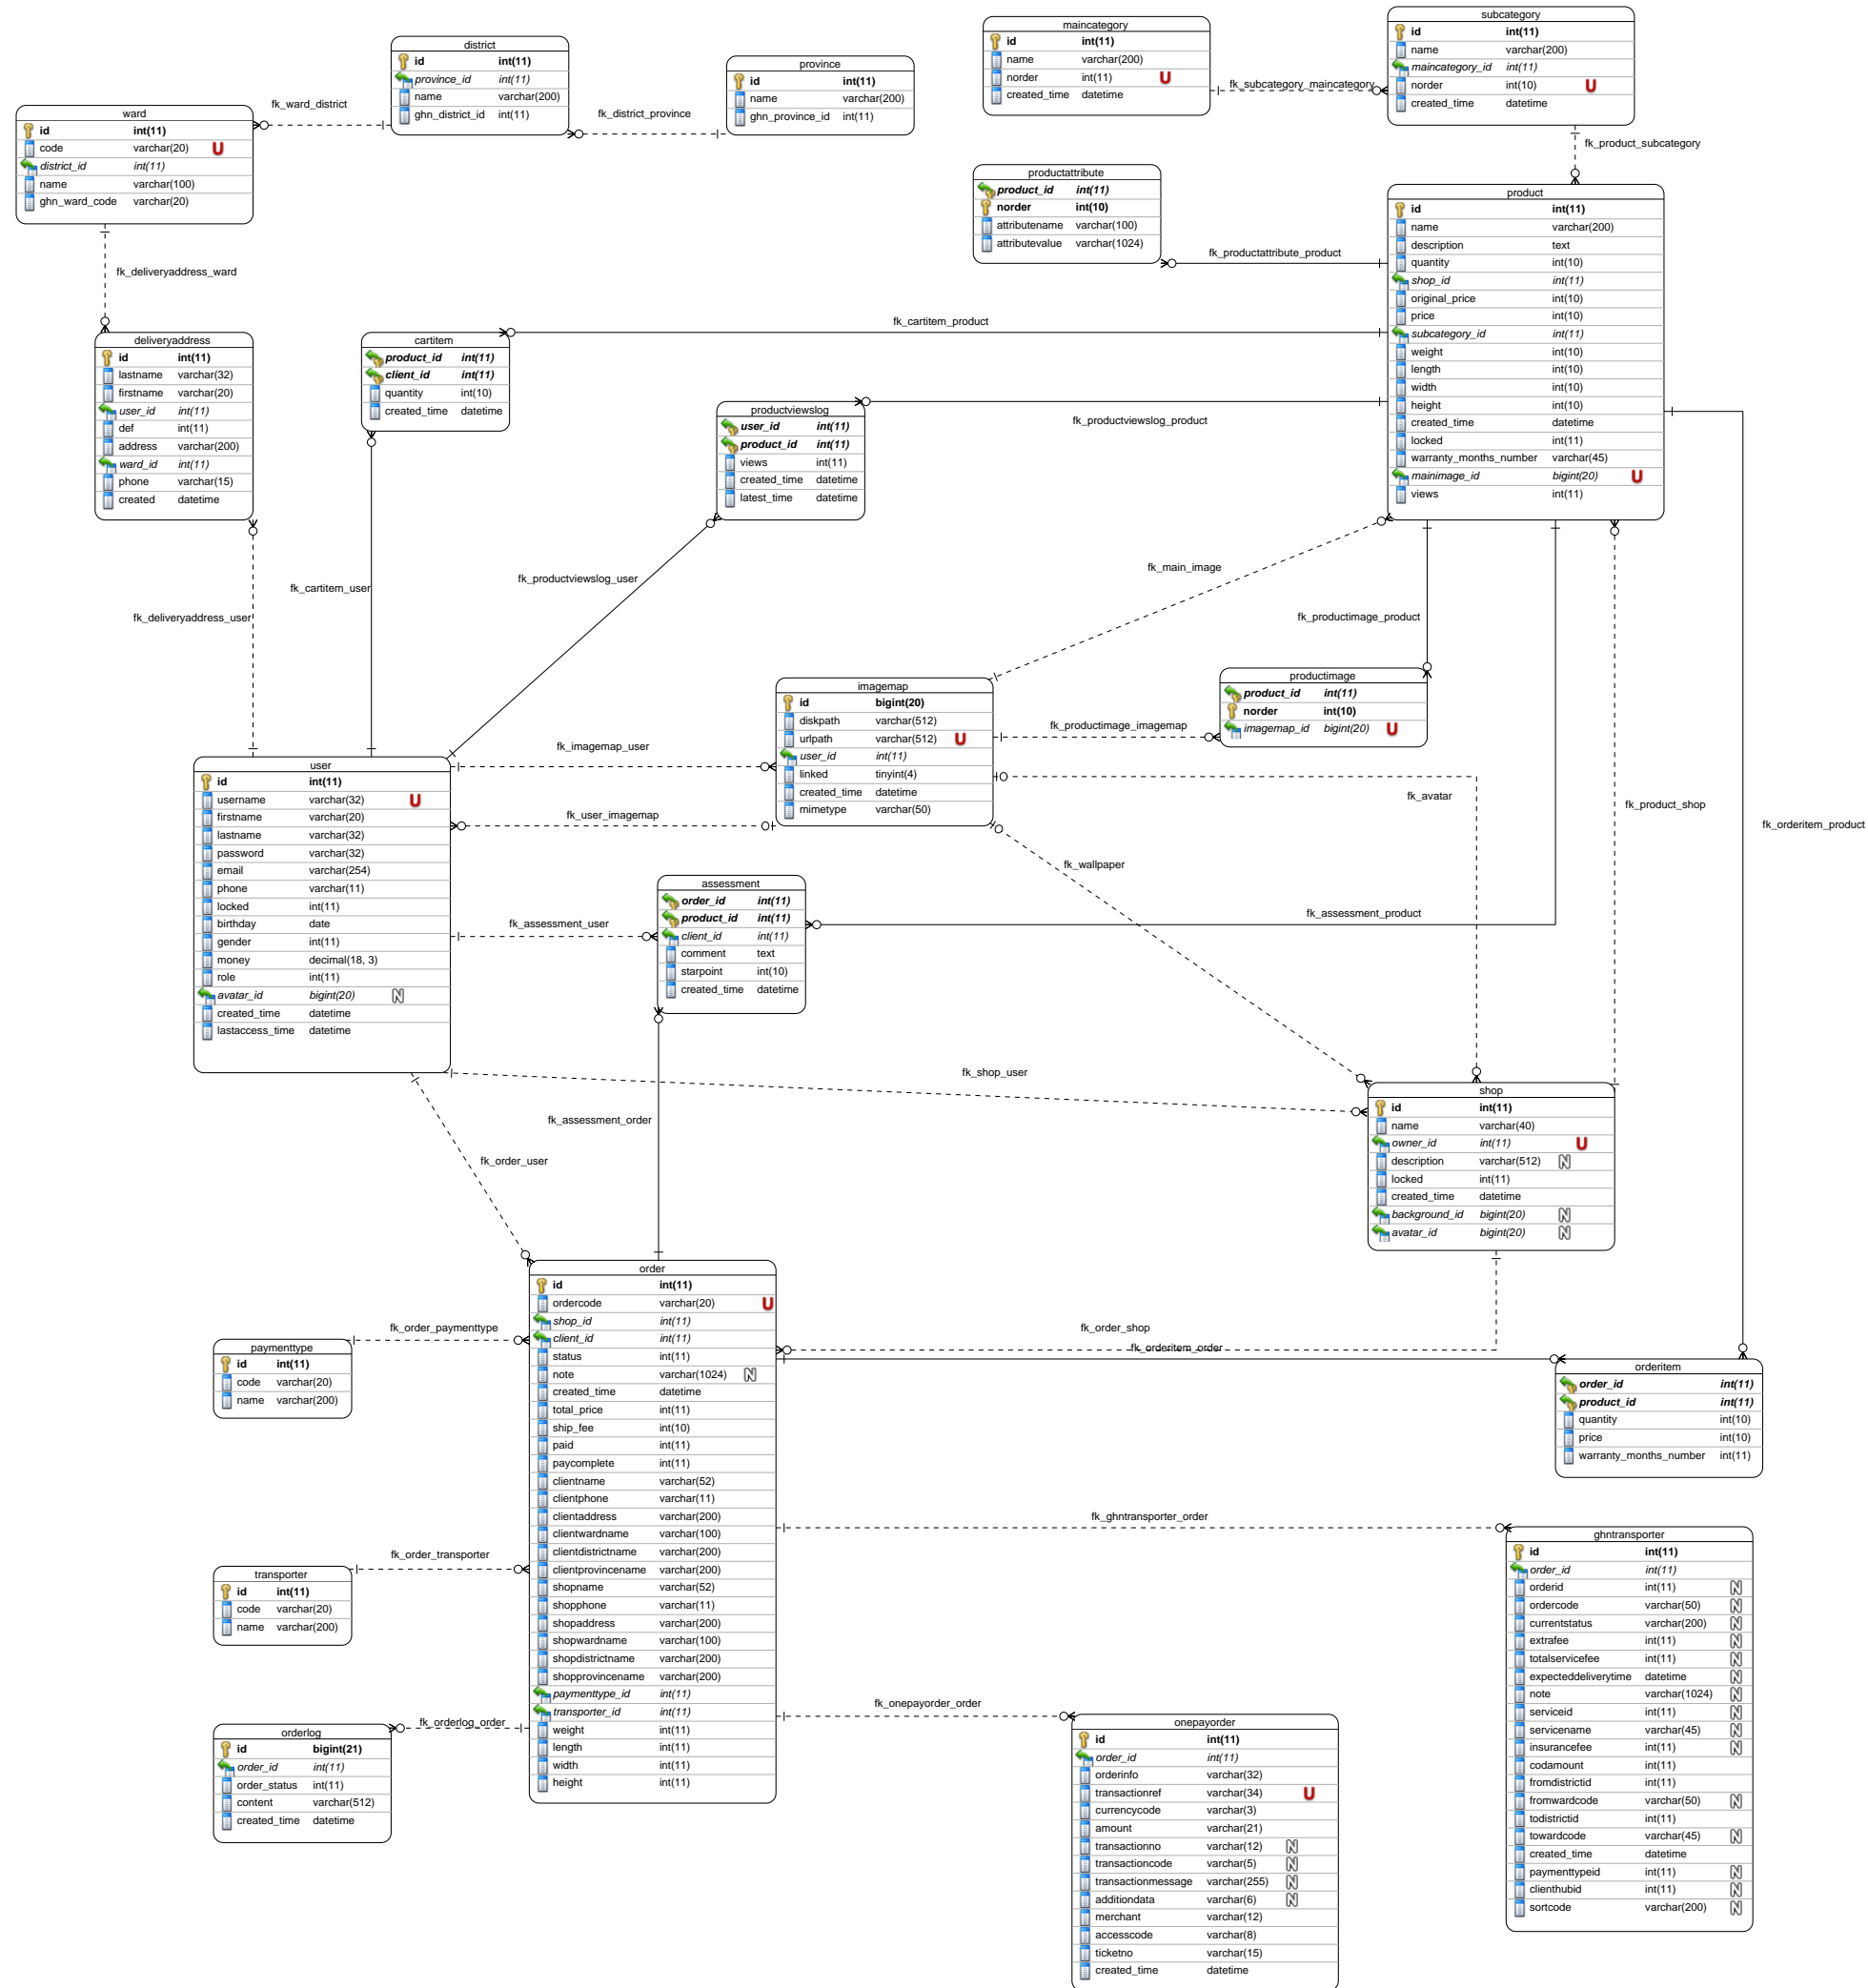 maincategory
id int(11)
name varchar(200)
norder int(11) U
created_time datetime
fk_subcategory_maincategory
subcategory
id int(11)
name varchar(200)
maincategory_id int(11)
norder int(10) U
created_time datetime
district
id int(11)
province_id int(11)
name varchar(200)
ghn_district_id int(11)
province
id int(11)
name varchar(200)
ghn_province_id int(11)
fk_ward_district
fk_district_province
ward
id int(11)
code varchar(20) U
district_id int(11)
name varchar(100)
ghn_ward_code varchar(20)
fk_product_subcategory
productattribute
product_id int(11)
norder int(10)
attributename varchar(100)
attributevalue varchar(1024)
fk_productattribute_product
product
id int(11)
name varchar(200)
description text
quantity int(10)
shop_id int(11)
original_price int(10)
price int(10)
subcategory_id int(11)
weight int(10)
length int(10)
width int(10)
height int(10)
created_time datetime
locked int(11)
warranty_months_number varchar(45)
mainimage_id bigint(20) U
views int(11)
fk_deliveryaddress_ward
deliveryaddress
id int(11)
lastname varchar(32)
firstname varchar(20)
user_id int(11)
def int(11)
address varchar(200)
ward_id int(11)
phone varchar(15)
created datetime
fk_cartitem_product
cartitem
product_id int(11)
client_id int(11)
quantity int(10)
created_time datetime
productviewslog
user_id int(11)
product_id int(11)
views int(11)
created_time datetime
latest_time datetime
fk_productviewslog_product
fk_main_image
fk_productviewslog_user
fk_cartitem_user
fk_deliveryaddress_user
fk_productimage_product
imagemap
id bigint(20)
diskpath varchar(512)
urlpath varchar(512) U
user_id int(11)
linked tinyint(4)
created_time datetime
mimetype varchar(50)
fk_productimage_imagemap
productimage
product_id int(11)
norder int(10)
imagemap_id bigint(20) U
fk_imagemap_user
fk_user_imagemap
fk_avatar
fk_product_shop
fk_orderitem_product
fk_wallpaper
user
id int(11)
username varchar(32) U
firstname varchar(20)
lastname varchar(32)
password varchar(32)
email varchar(254)
phone varchar(11)
locked int(11)
birthday date
gender int(11)
money decimal(18, 3)
role int(11)
avatar_id bigint(20) N
created_time datetime
lastaccess_time datetime
fk_assessment_user
assessment
order_id int(11)
product_id int(11)
client_id int(11)
comment text
starpoint int(10)
created_time datetime
fk_assessment_product
fk_shop_user
fk_assessment_order
fk_order_user
shop
id int(11)
name varchar(40)
owner_id int(11) U
description varchar(512) N
locked int(11)
created_time datetime
background_id bigint(20) N
avatar_id bigint(20) N
order
id int(11)
ordercode varchar(20) U
shop_id int(11)
client_id int(11)
status int(11)
note varchar(1024) N
created_time datetime
total_price int(11)
ship_fee int(10)
paid int(11)
paycomplete int(11)
clientname varchar(52)
clientphone varchar(11)
clientaddress varchar(200)
clientwardname varchar(100)
clientdistrictname varchar(200)
clientprovincename varchar(200)
shopname varchar(52)
shopphone varchar(11)
shopaddress varchar(200)
shopwardname varchar(100)
shopdistrictname varchar(200)
shopprovincename varchar(200)
paymenttype_id int(11)
transporter_id int(11)
weight int(11)
length int(11)
width int(11)
height int(11)
fk_order_paymenttype
paymenttype
id int(11)
code varchar(20)
name varchar(200)
fk_order_shop
fk_orderitem_order
orderitem
order_id int(11)
product_id int(11)
quantity int(10)
price int(10)
warranty_months_number int(11)
fk_order_transporter
transporter
id int(11)
code varchar(20)
name varchar(200)
fk_ghntransporter_order
ghntransporter
id int(11)
order_id int(11)
orderid int(11) N
ordercode varchar(50) N
currentstatus varchar(200) N
extrafee int(11) N
totalservicefee int(11) N
expecteddeliverytime datetime N
note varchar(1024) N
serviceid int(11) N
servicename varchar(45) N
insurancefee int(11) N
codamount int(11)
fromdistrictid int(11)
fromwardcode varchar(50) N
todistrictid int(11)
towardcode varchar(45) N
created_time datetime
paymenttypeid int(11) N
clienthubid int(11) N
sortcode varchar(200) N
fk_orderlog_order
orderlog
id bigint(21)
order_id int(11)
order_status int(11)
content varchar(512)
created_time datetime
fk_onepayorder_order
onepayorder
id int(11)
order_id int(11)
orderinfo varchar(32)
transactionref varchar(34) U
currencycode varchar(3)
amount varchar(21)
transactionno varchar(12) N
transactioncode varchar(5) N
transactionmessage varchar(255) N
additiondata varchar(6) N
merchant varchar(12)
accesscode varchar(8)
ticketno varchar(15)
created_time datetime